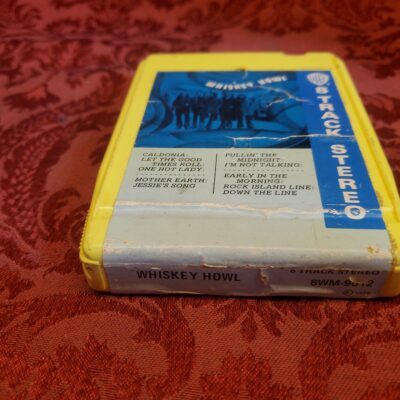 WHISKEY HOWL
8 TRACK STEREO
CALDONIA:
LET THE GOOD
TIMES ROLL:
ONE HOT LADY:
MOTHER EARTH:
JESSIE'S SONG
PULLIN' THE
MIDNIGHT:
I'M NOT TALKING:
EARLY IN THE
MORNING:
ROCK ISLAND LINE:
DOWN THE LINE
WHISKEY HOWL
8 TRACK STEREO
8WM-9012